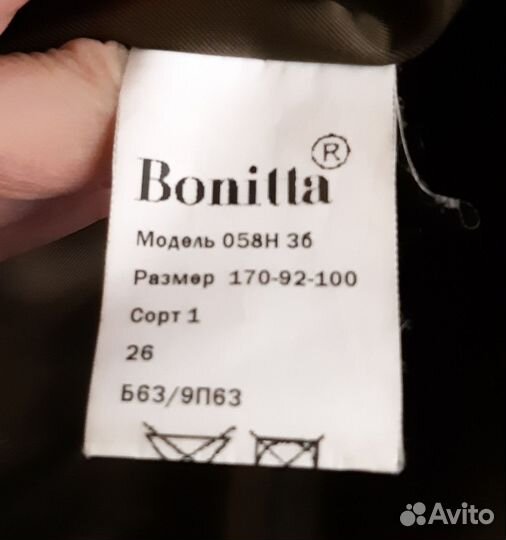 Bonitta ®
Модель 058Н 3б
Размер 170-92-100
Сорт 1
26
Б63/9П63
Avito